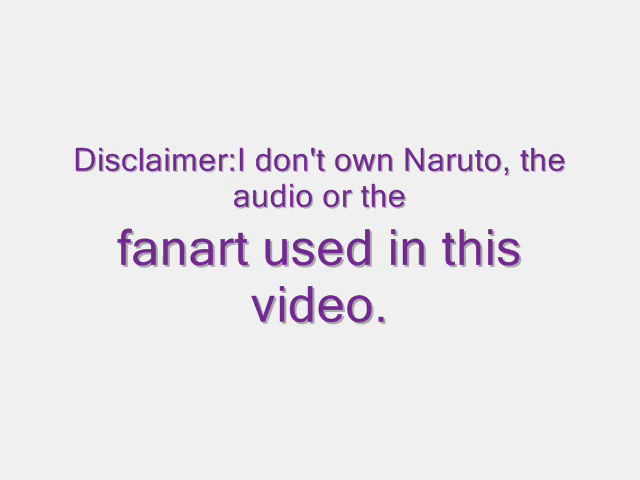 Disclaimer:I don't own Naruto, the
audio or the
fanart used in this
video.